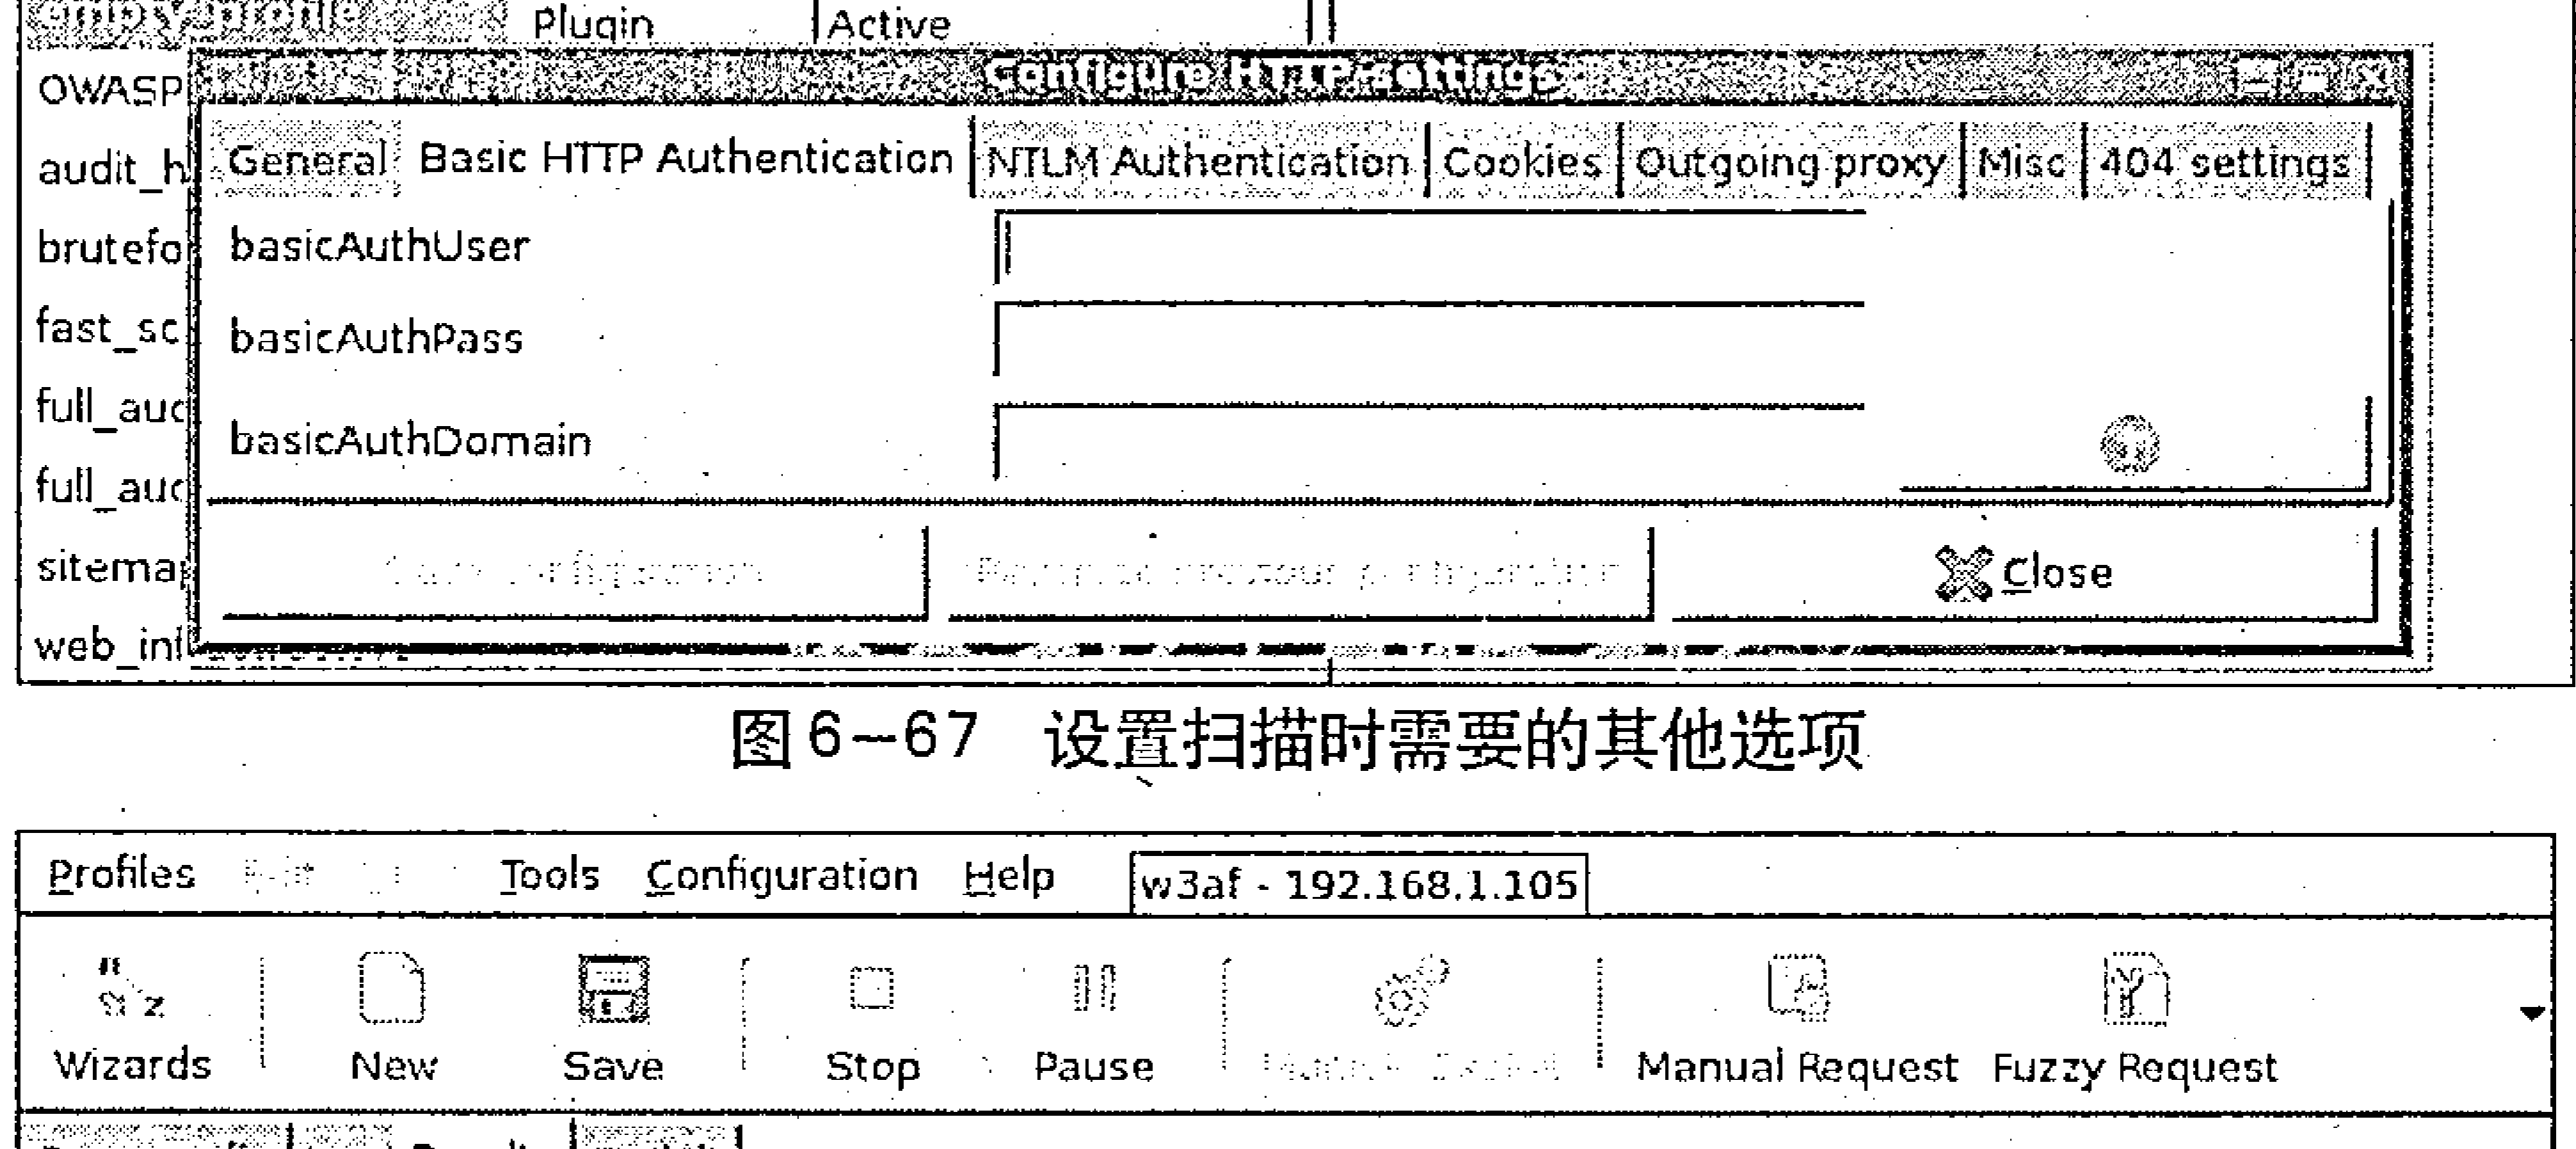 empty_profile Plugin Active
OWASP Configure HTTP settings
audit_h General Basic HTTP Authentication NTLM Authentication Cookies Outgoing proxy Misc 404 settings
brutefo basicAuthUser
fast_sc basicAuthPass
full_auc basicAuthDomain
full_auc
sitema Close
web_inf
图6-67 设置扫描时需要的其他选项
Profiles Tools Configuration Help w3af - 192.168.1.105
Wizards New Save Stop Pause Manual Request Fuzzy Request